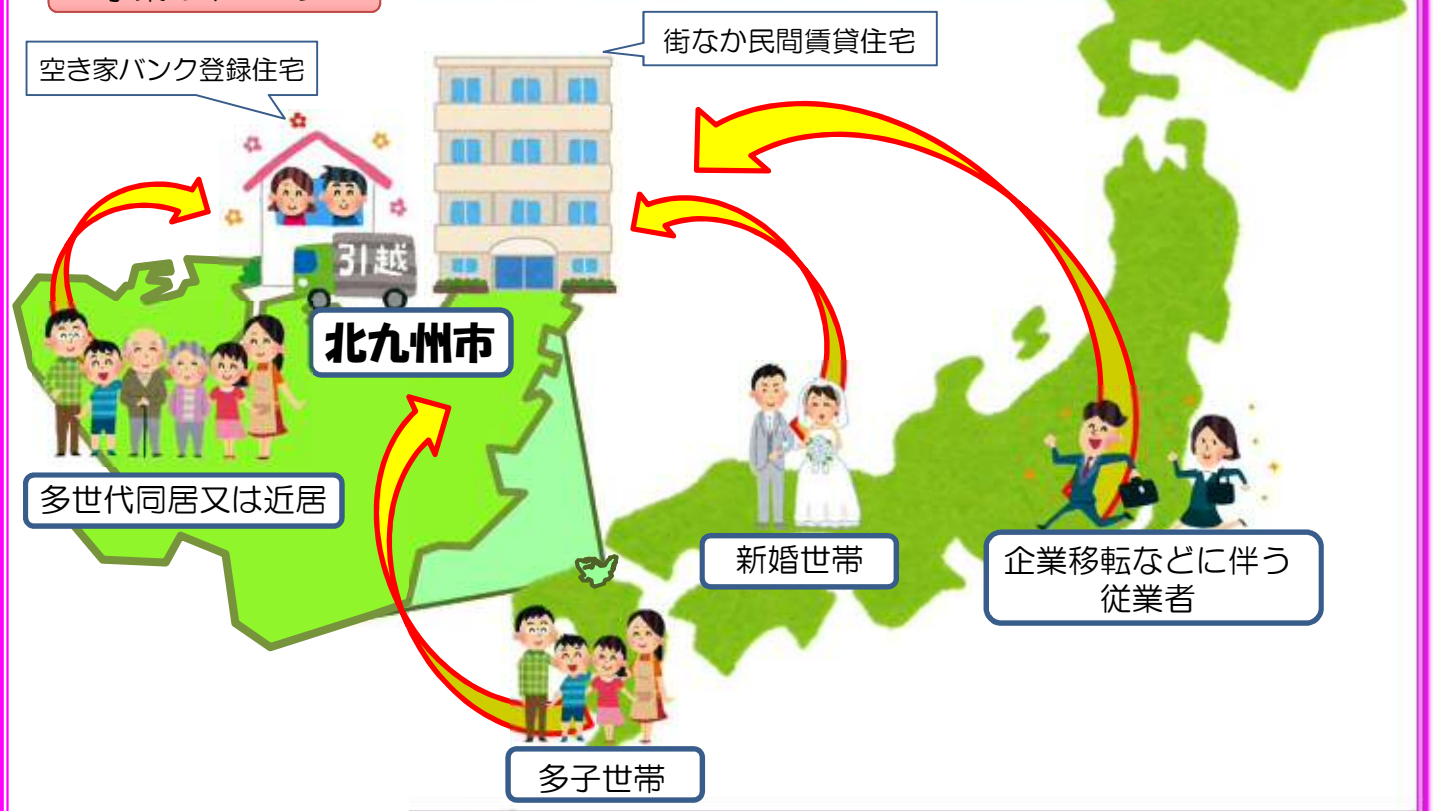 街なか民間賃貸住宅
空き家バンク登録住宅
引越
北九州市
多世代同居又は近居
新婚世帯
企業移転などに伴う
従業者
多子世帯